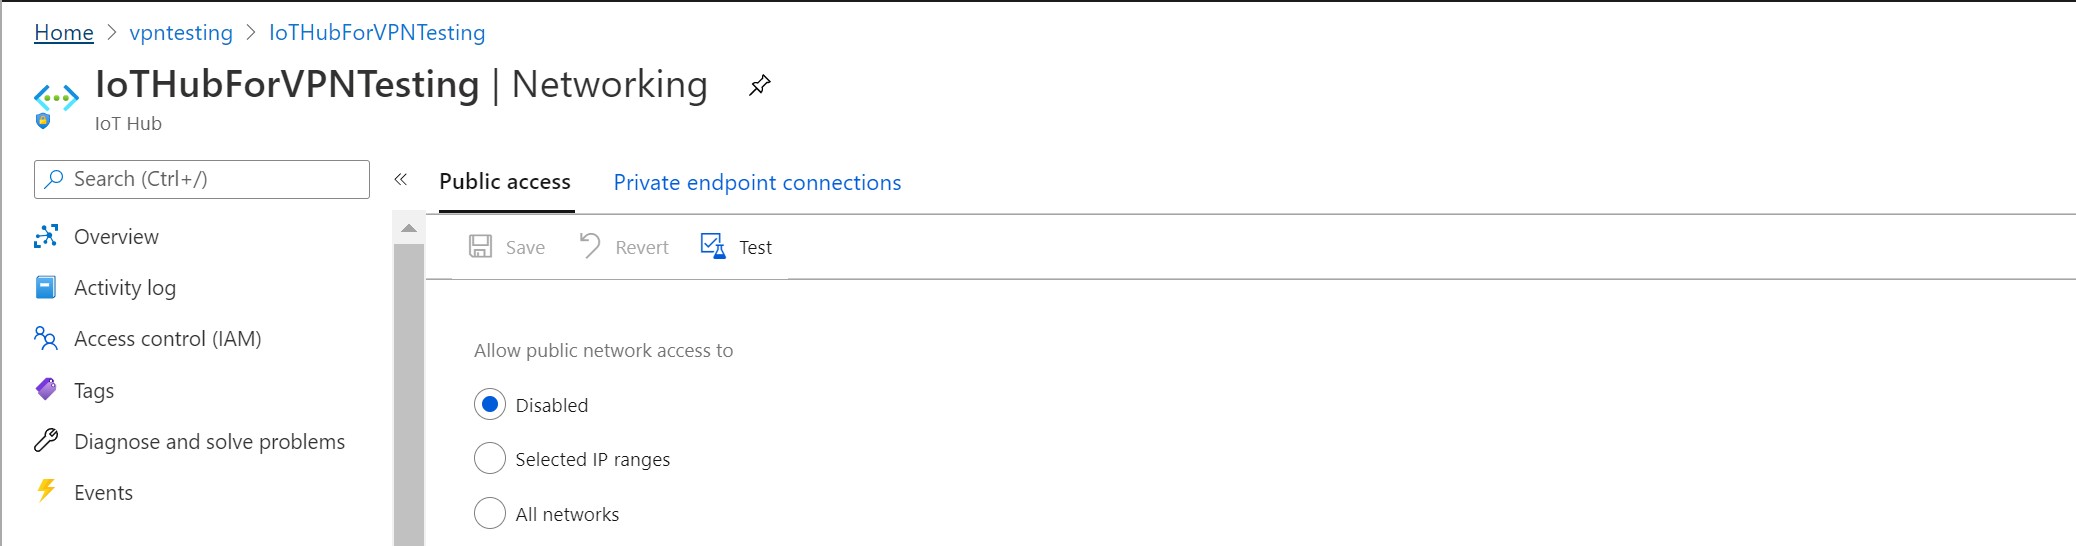 Home > vpntesting > IoTHubForVPNTesting
IoTHubForVPNTesting | Networking
IoT Hub
Search (Ctrl+/)
«
Public access
Private endpoint connections
Save
Revert
Test
Overview
Activity log
Access control (IAM)
Tags
Diagnose and solve problems
Events
Allow public network access to
Disabled
Selected IP ranges
All networks